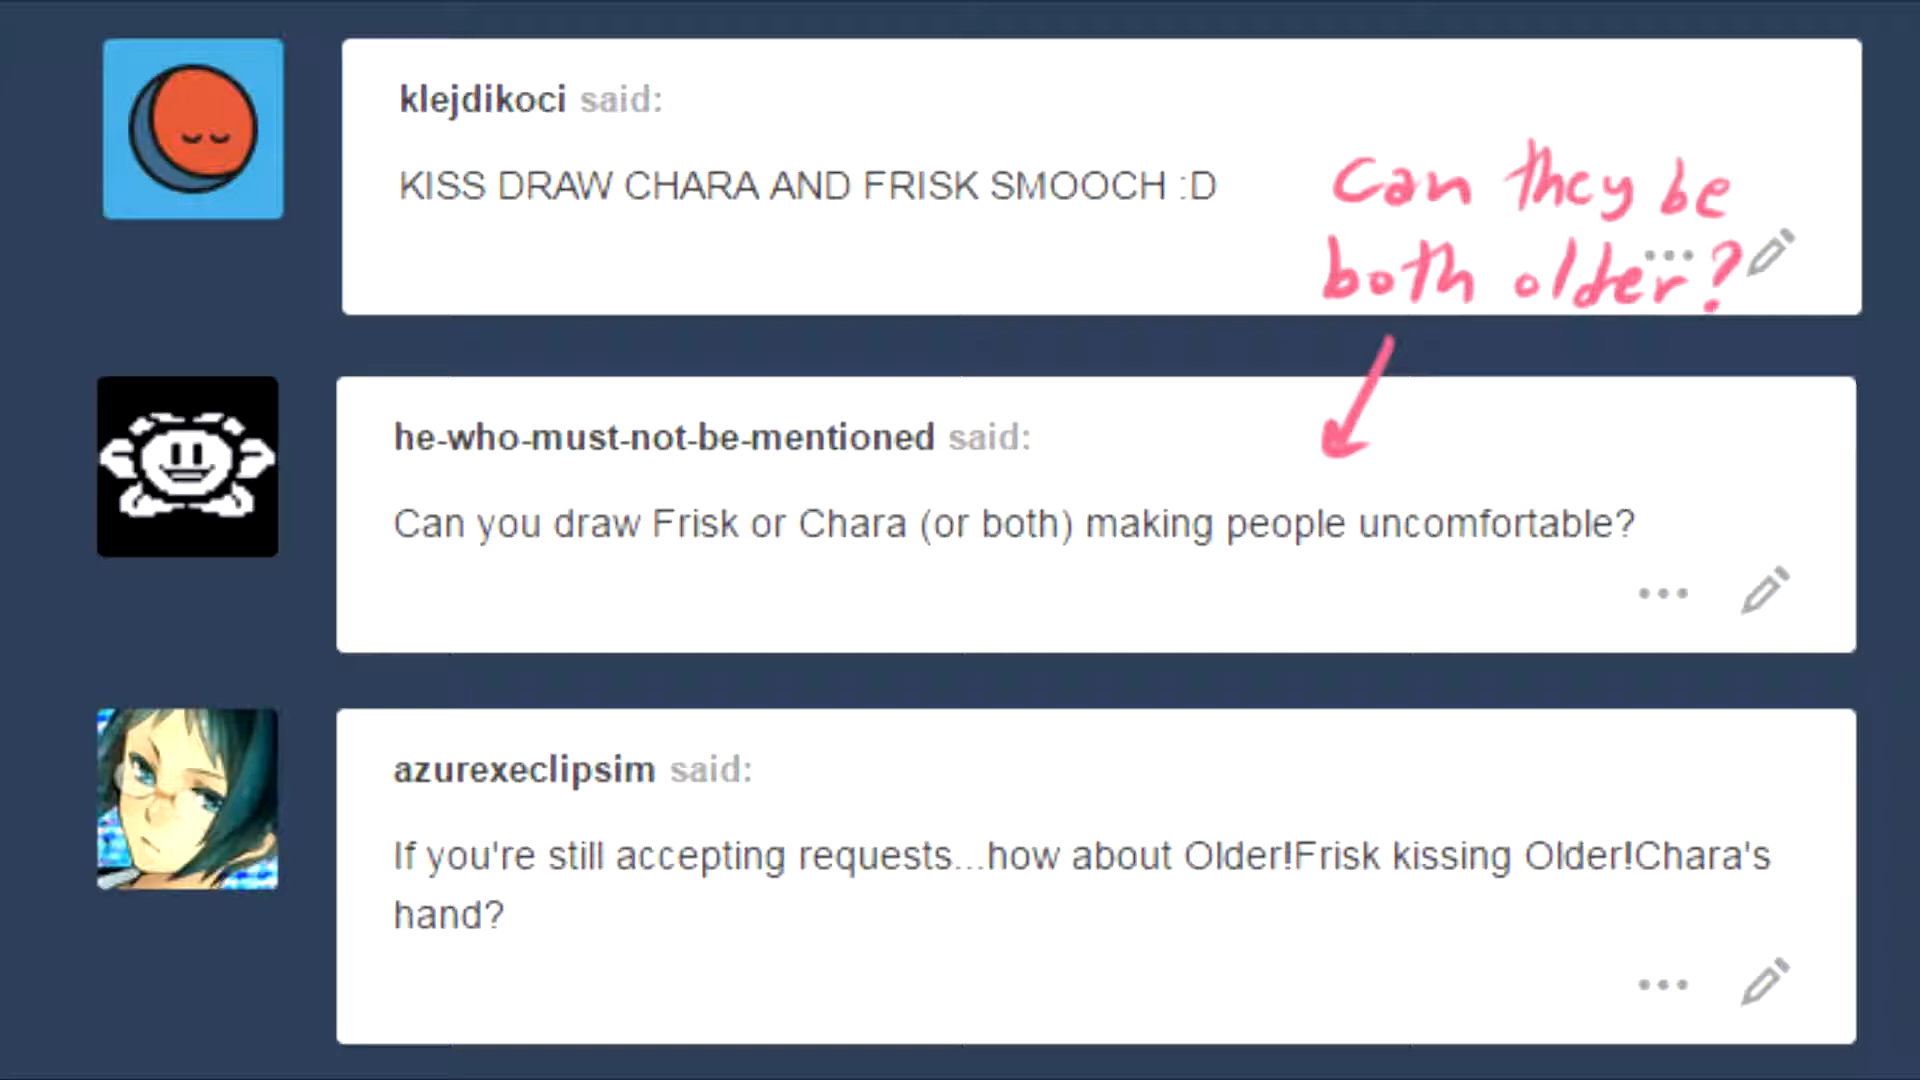 klejdikoci said:
KISS DRAW CHARA AND FRISK SMOOCH :D
Can they be
both older?
he-who-must-not-be-mentioned said:
Can you draw Frisk or Chara (or both) making people uncomfortable?
azurexeclipsim said:
If you're still accepting requests...how about Older!Frisk kissing Older!Chara's
hand?